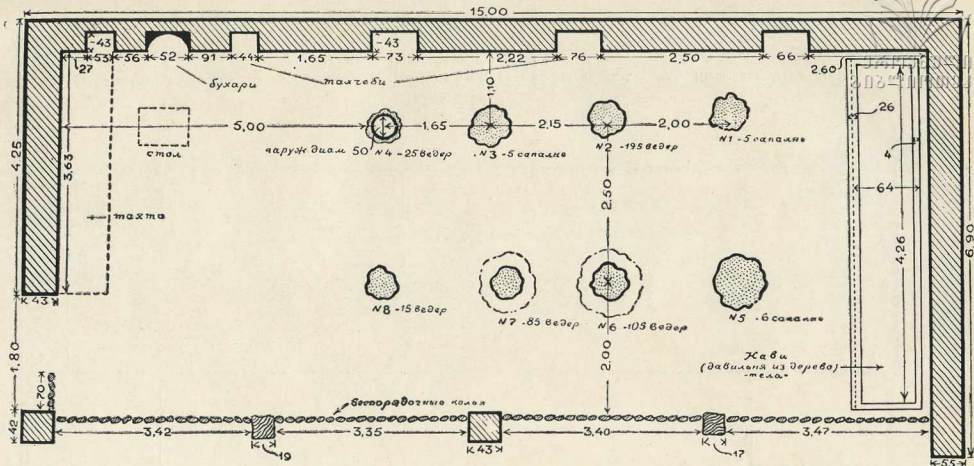 15,00
43
43
27
53
56
52
91
44
1,65
73
2,22
76
2,50
66
2,60
бухари
тахчеби
1,10
26
4
стол
5,00
1,65
2,15
2,00
наруж диам 50
N4 -25 ведер
N3 -5 сапалне
N2 -195 ведер
N1 -5 сапалне
4,25
3,63
64
2,50
тахта
4,26
6,90
43
N8 -15 ведер
N7 -85 ведер
N6 -105 ведер
N5 -6 сапалне
1,80
2,00
Нави
(давильня из дерево)
-тела-
70
беспорядочные колья
42
3,42
3,35
3,40
3,47
19
43
17
55